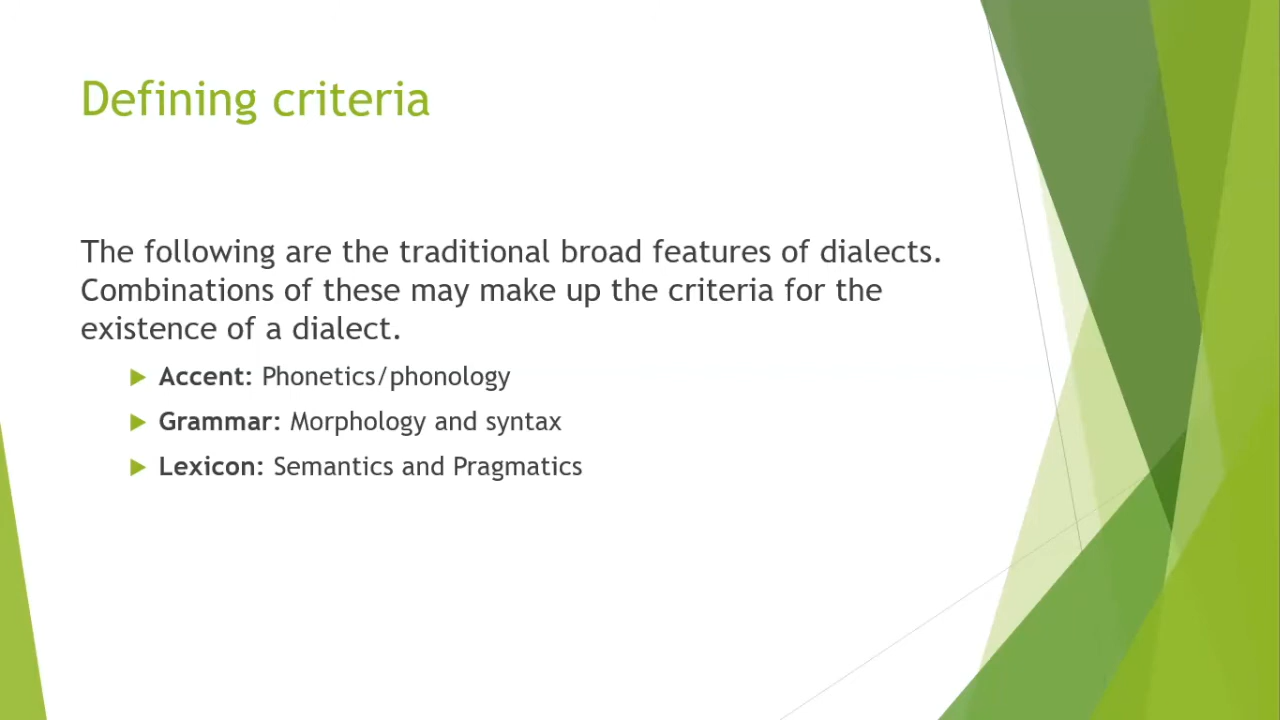 Defining criteria
The following are the traditional broad features of dialects.
Combinations of these may make up the criteria for the
existence of a dialect.
Accent: Phonetics/phonology
Grammar: Morphology and syntax
Lexicon: Semantics and Pragmatics